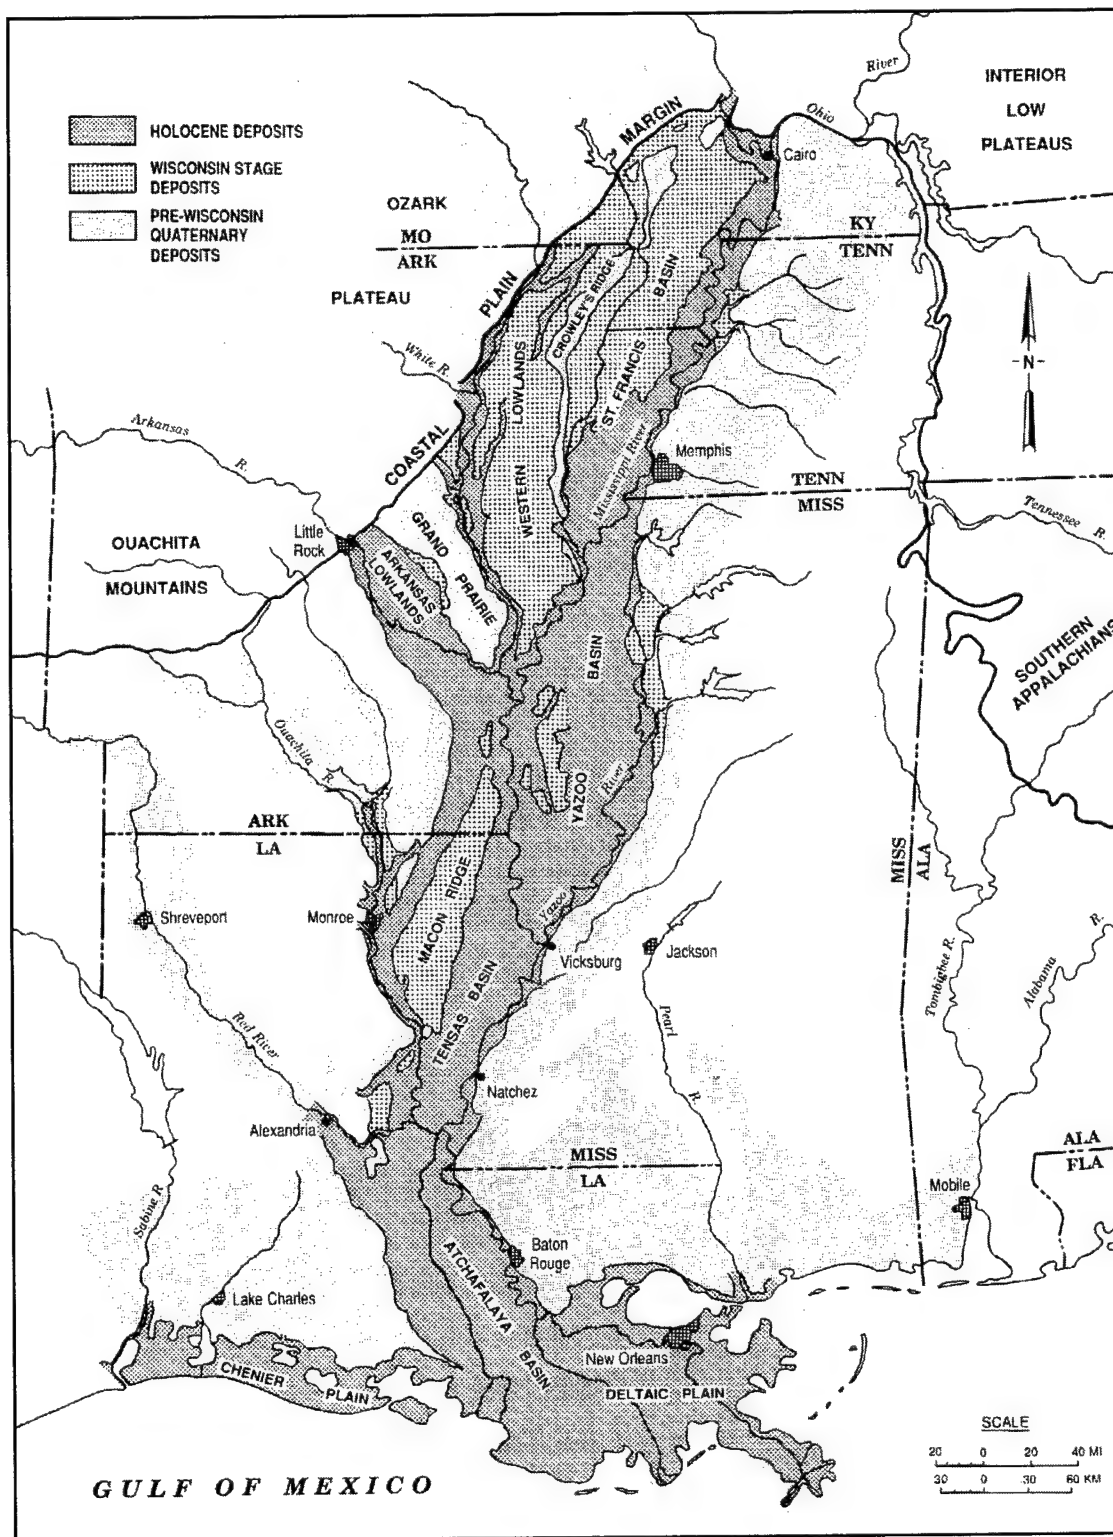 HOLOCENE DEPOSITS
WISCONSIN STAGE
DEPOSITS
PRE-WISCONSIN
QUATERNARY
DEPOSITS
River
INTERIOR
LOW
PLATEAUS
MARGIN
Ohio
Cairo
OZARK
MO
ARK
KY
TENN
PLATEAU
PLAIN
CROWLEY'S RIDGE
BASIN
ST. FRANCIS
LOWLANDS
WESTERN
White R.
N
Arkansas
R.
COASTAL
Mississippi River
Memphis
TENN
MISS
Tennessee
R.
Little
Rock
OUACHITA
MOUNTAINS
GRAND
PRAIRIE
ARKANSAS
LOWLANDS
SOUTHERN
APPALACHIANS
BASIN
YAZOO
Ouachita
R.
River
Yazoo
ARK
LA
MISS
ALA
Shreveport
Monroe
MACON RIDGE
Vicksburg
Jackson
Tombigbee R.
Alabama
R.
TENSAS BASIN
Red River
Pearl
R.
Natchez
Alexandria
MISS
LA
ALA
FLA
Mobile
Sabine R
Baton
Rouge
ATCHAFALAYA
BASIN
Lake Charles
New Orleans
CHENIER
PLAIN
DELTAIC PLAIN
GULF OF MEXICO
SCALE
20 0 20 40 MI
30 0 30 60 KM